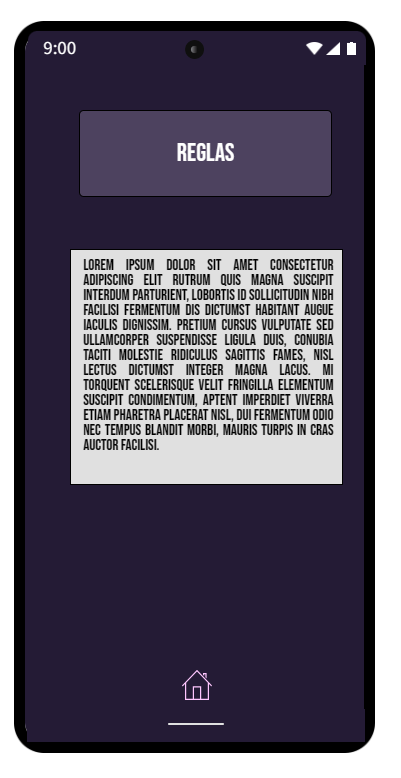 9:00
REGLAS
LOREM IPSUM DOLOR SIT AMET CONSECTETUR
ADIPISCING ELIT RUTRUM QUIS MAGNA SUSCIPIT
INTERDUM PARTURIENT, LOBORTIS ID SOLLICITUDIN NIBH
FACILISI FERMENTUM DIS DICTUMST HABITANT AUGUE
IACULIS DIGNISSIM. PRETIUM CURSUS VULPUTATE SED
ULLAMCORPER SUSPENDISSE LIGULA DUIS, CONUBIA
TACITI MOLESTIE RIDICULUS SAGITTIS FAMES, NISL
LECTUS DICTUMST INTEGER MAGNA LACUS. MI
TORQUENT SCELERISQUE VELIT FRINGILLA ELEMENTUM
SUSCIPIT CONDIMENTUM, APTENT IMPERDIET VIVERRA
ETIAM PHARETRA PLACERAT NISL, DUI FERMENTUM ODIO
NEC TEMPUS BLANDIT MORBI, MAURIS TURPIS IN CRAS
AUCTOR FACILISI.